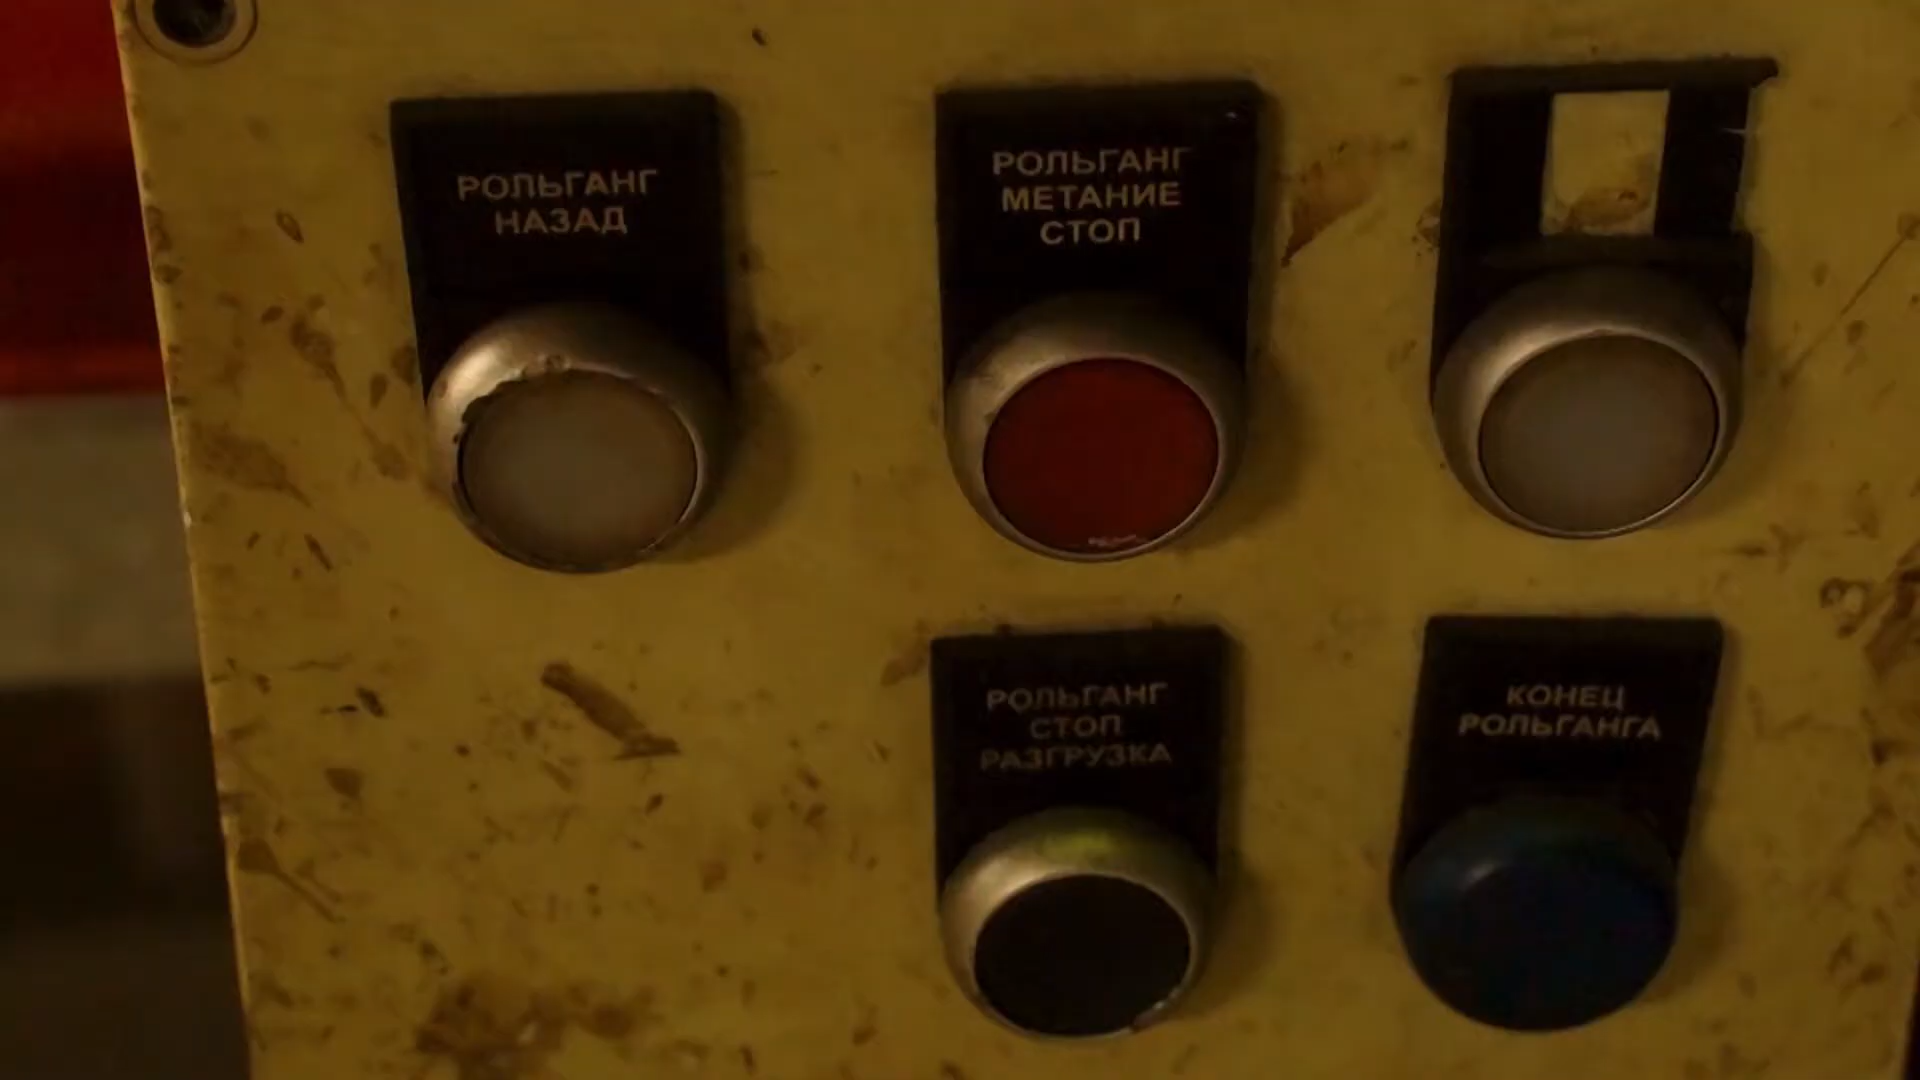 РОЛЬГАНГ
НАЗАД
РОЛЬГАНГ
МЕТАНИЕ
СТОП
РОЛЬГАНГ
СТОП
РАЗГРУЗКА
КОНЕЦ
РОЛЬГАНГА